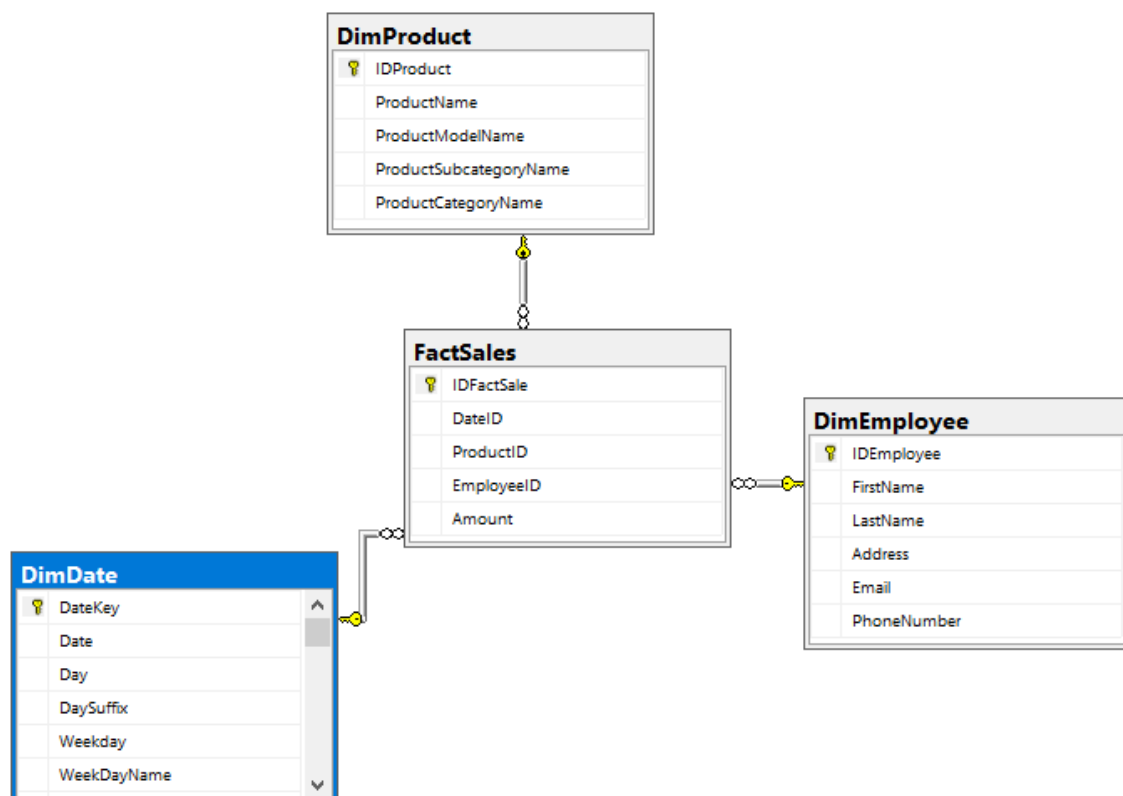 DimProduct
IDProduct
ProductName
ProductModelName
ProductSubcategoryName
ProductCategoryName
FactSales
IDFactSale
DateID
ProductID
EmployeeID
Amount
DimEmployee
IDEmployee
FirstName
LastName
Address
Email
PhoneNumber
DimDate
DateKey
Date
Day
DaySuffix
Weekday
WeekDayName